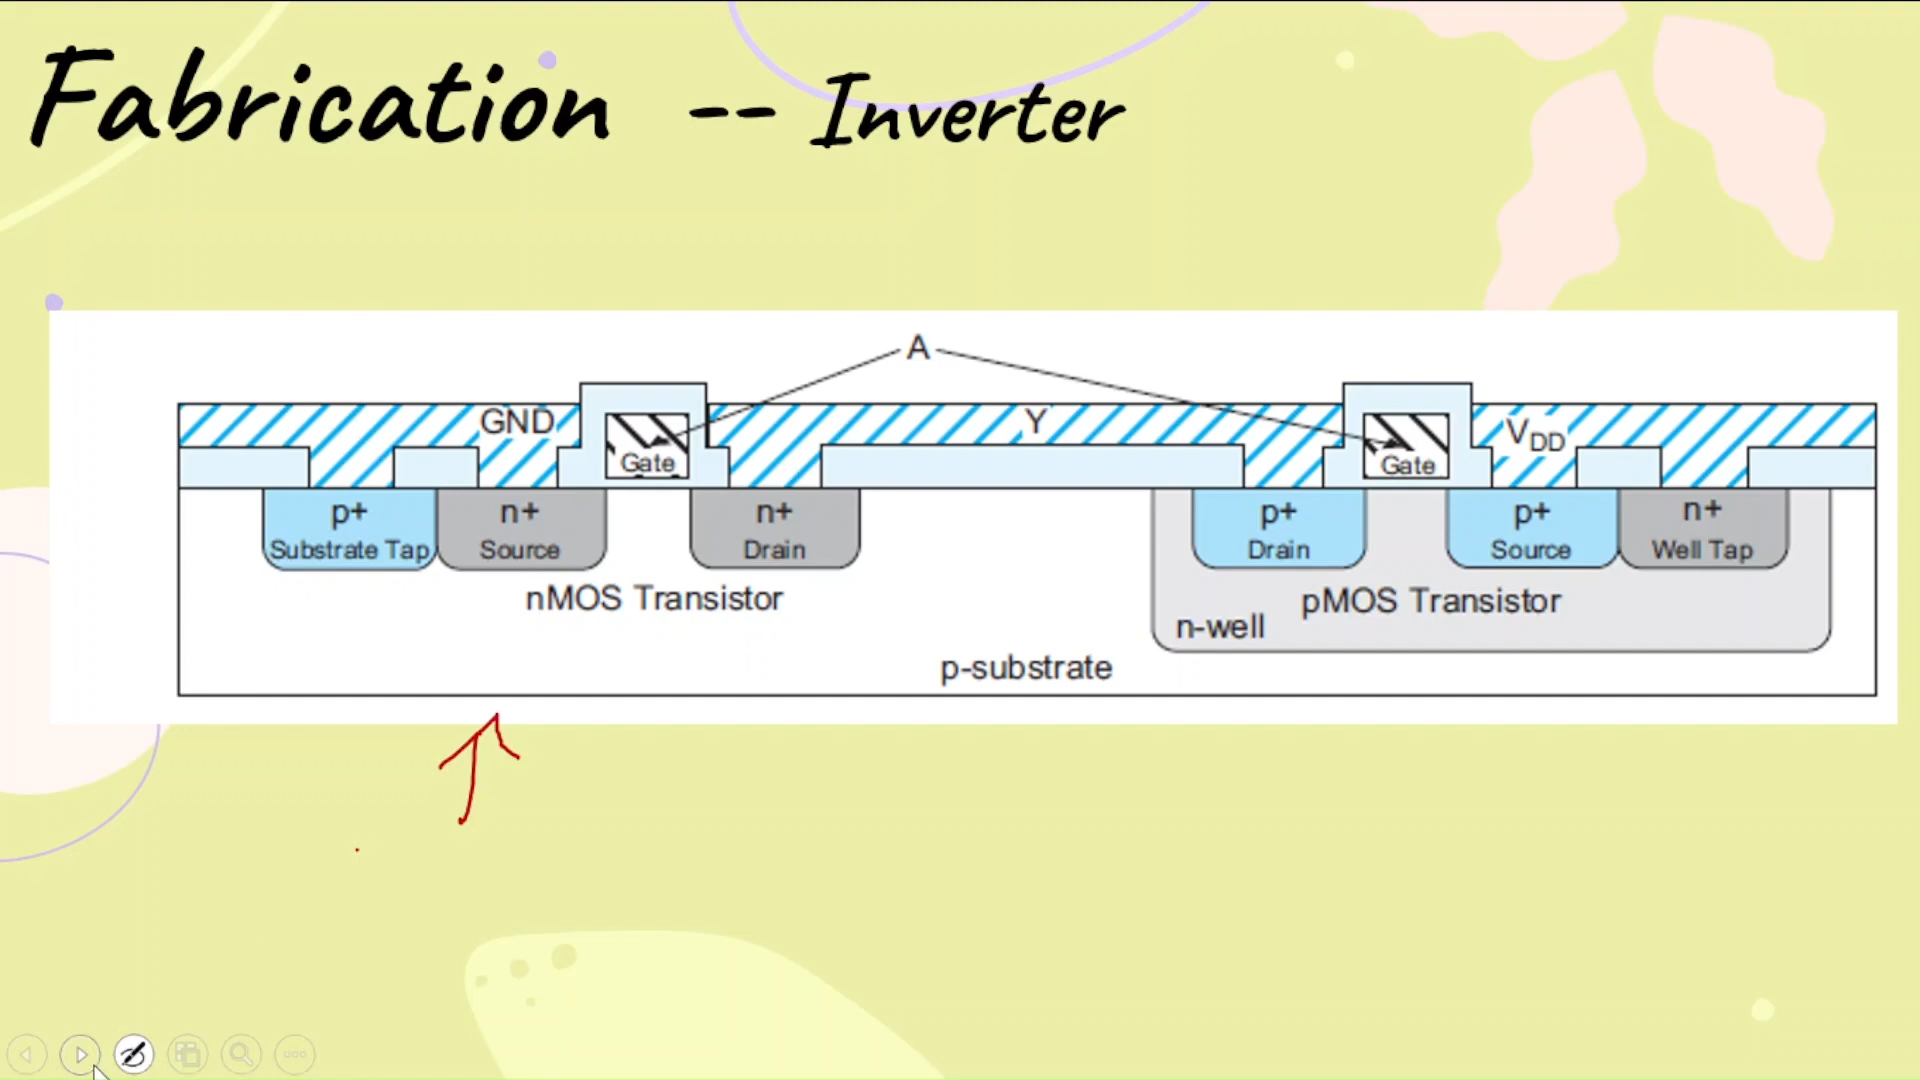 Fabrication -- Inverter
A
GND
Y
VDD
Gate
Gate
p+
n+
n+
p+
p+
n+
Substrate Tap
Source
Drain
Drain
Source
Well Tap
nMOS Transistor
pMOS Transistor
n-well
p-substrate